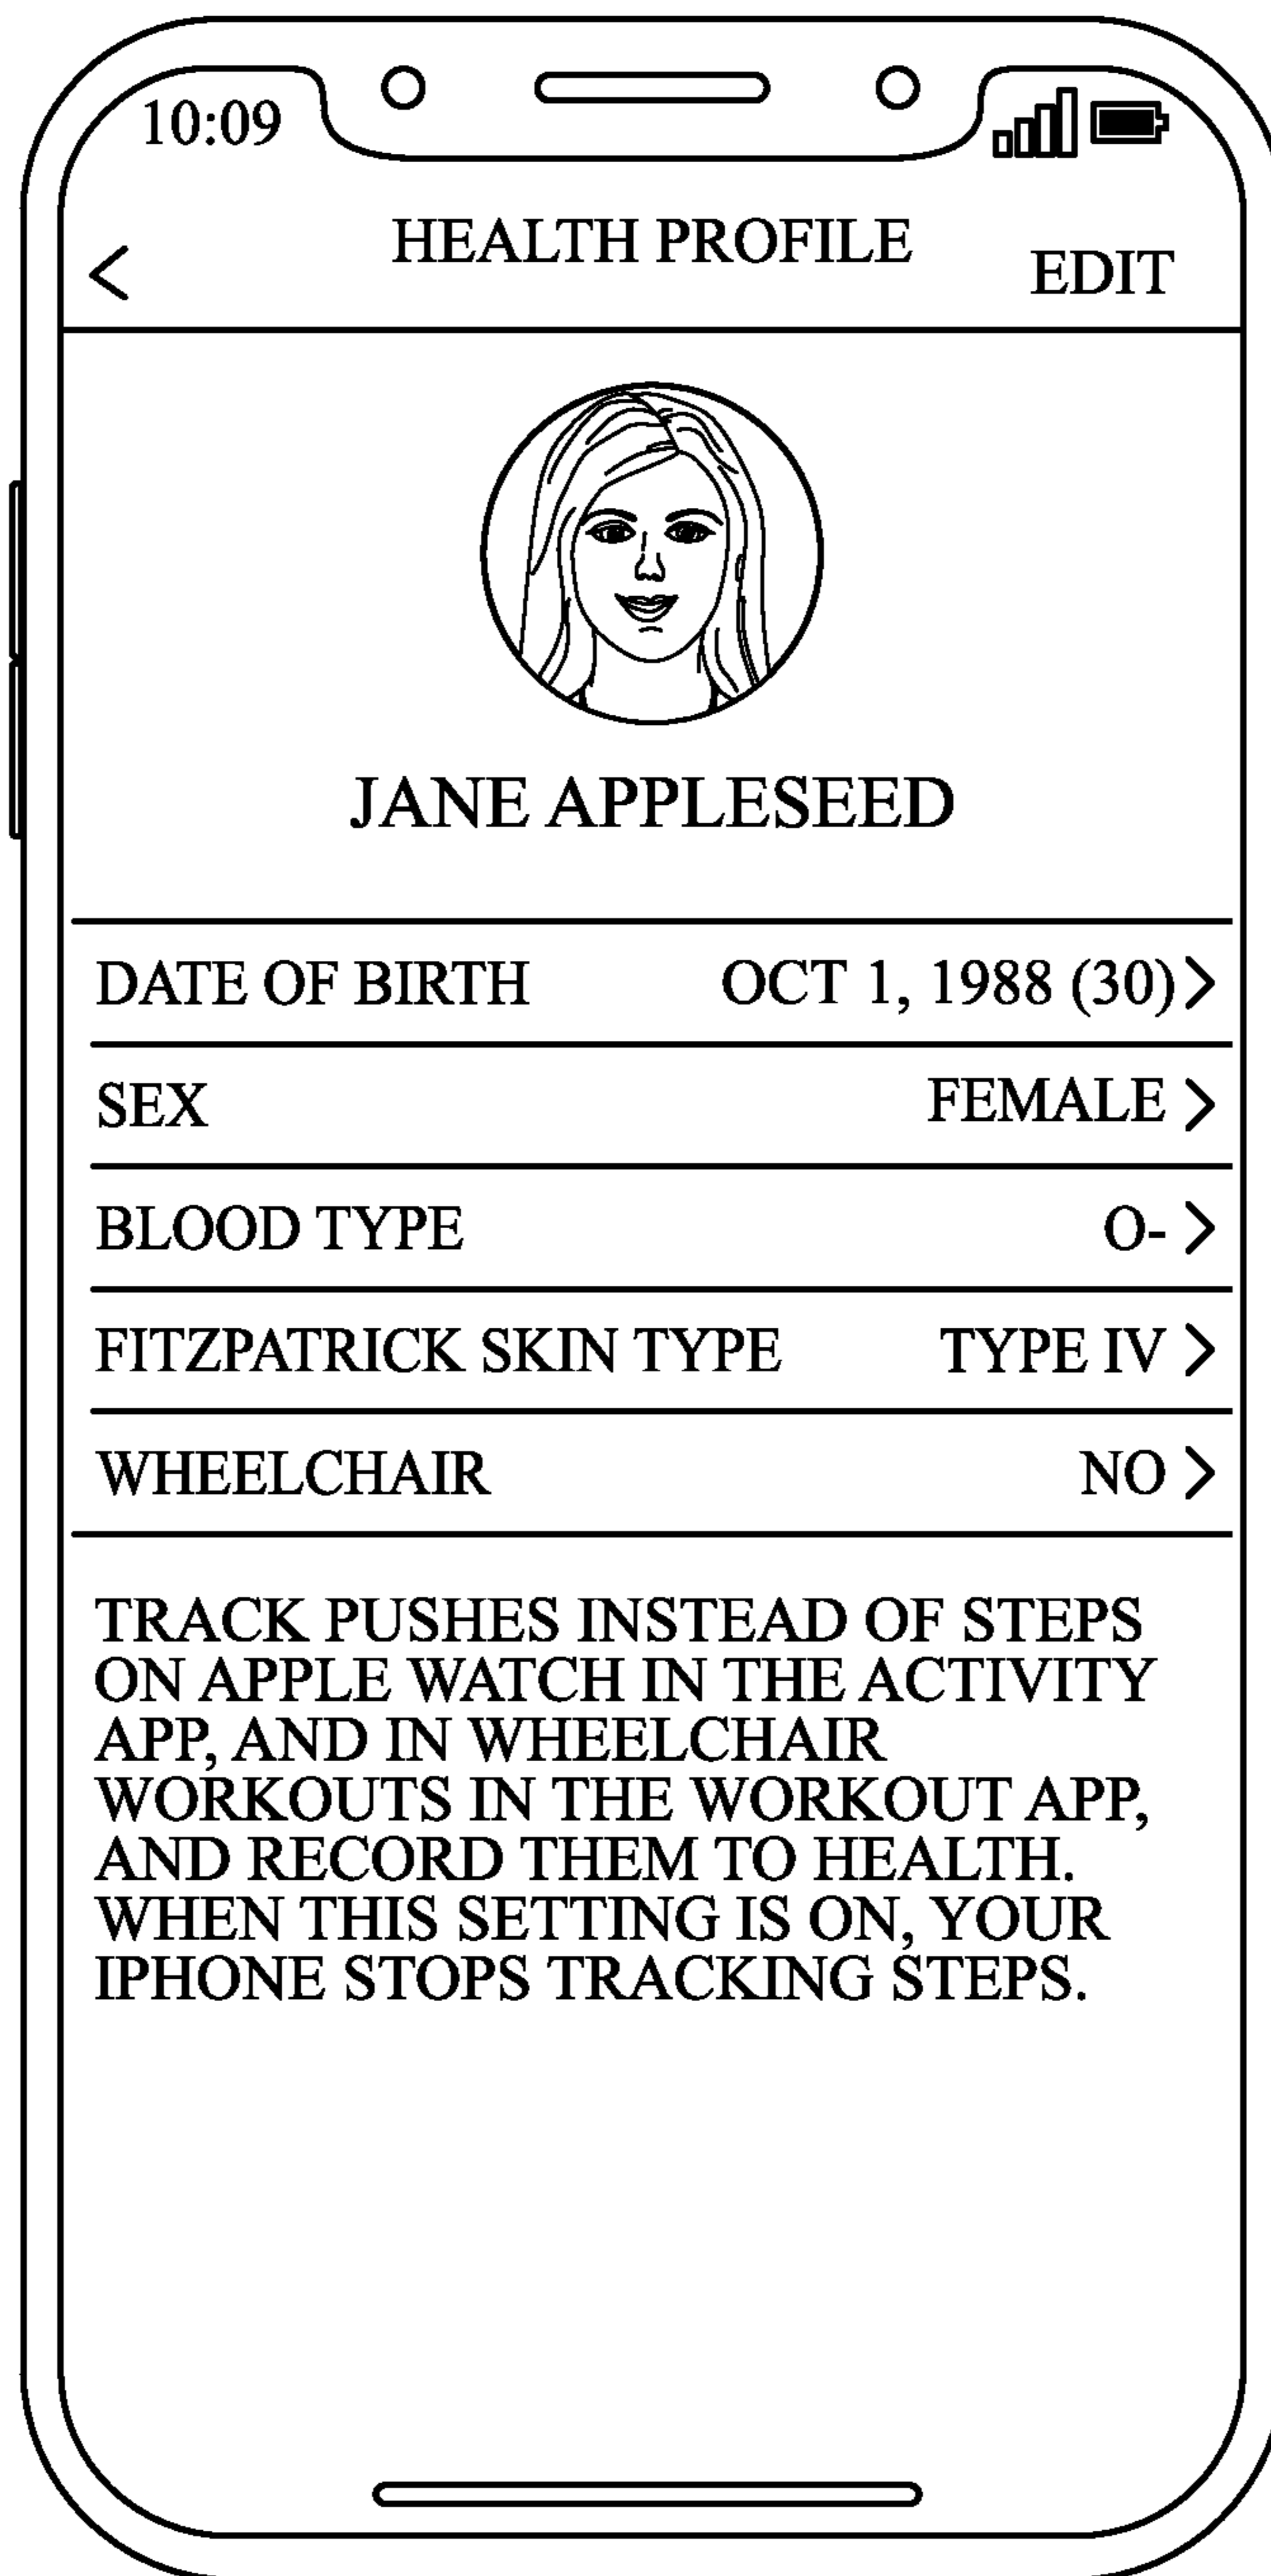 10:09
HEALTH PROFILE
EDIT
JANE APPLESEED
DATE OF BIRTH OCT 1, 1988 (30)
SEX FEMALE
BLOOD TYPE O-
FITZPATRICK SKIN TYPE TYPE IV
WHEELCHAIR NO
TRACK PUSHES INSTEAD OF STEPS
ON APPLE WATCH IN THE ACTIVITY
APP, AND IN WHEELCHAIR
WORKOUTS IN THE WORKOUT APP,
AND RECORD THEM TO HEALTH.
WHEN THIS SETTING IS ON, YOUR
IPHONE STOPS TRACKING STEPS.